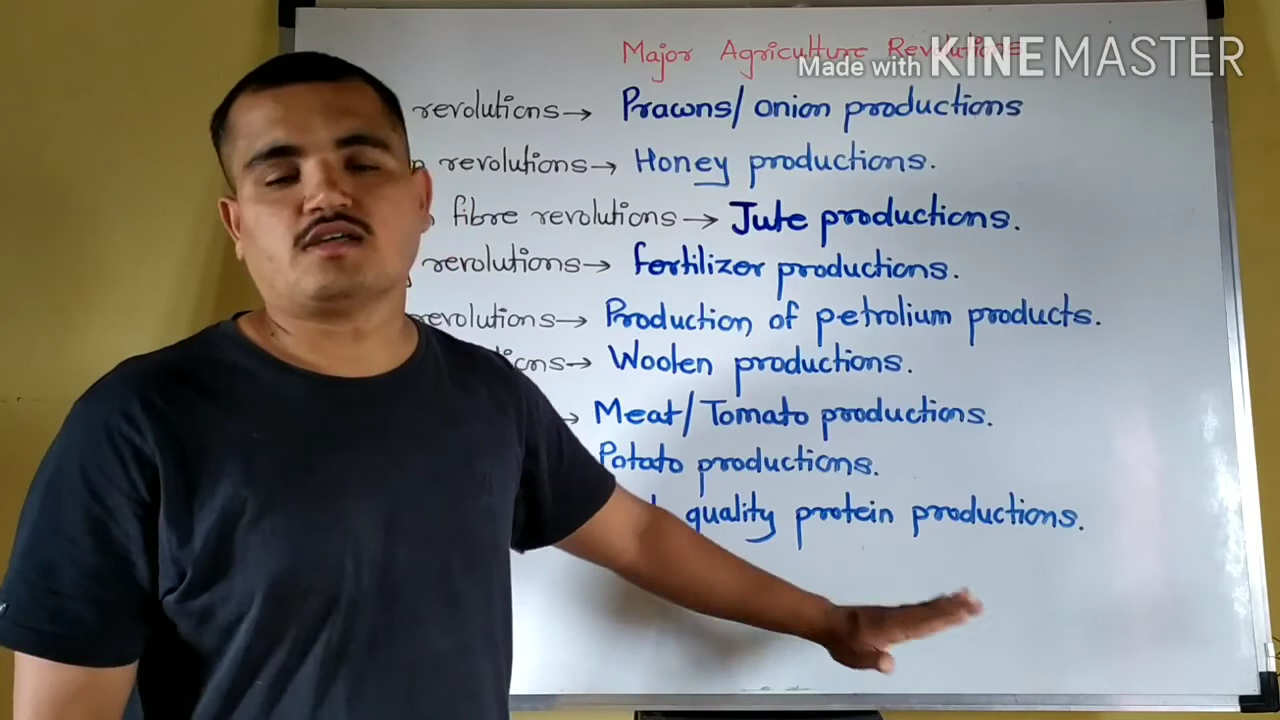 Major Agriculture Revolutions
Made with KINEMASTER
revolutions → Prawns/ onion productions
revolutions → Honey productions.
fibre revolutions → Jute productions.
revolutions → fertilizer productions.
revolutions → Production of petrolium products.
→ Woolen productions.
→ Meat/Tomato productions.
Potato productions.
quality protein productions.